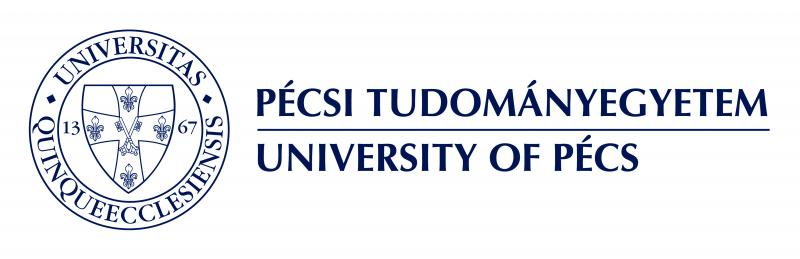 UNIVERSITAS
QUINQUEECCLESIENSIS
13 67
PÉCSI TUDOMÁNYEGYETEM
UNIVERSITY OF PÉCS